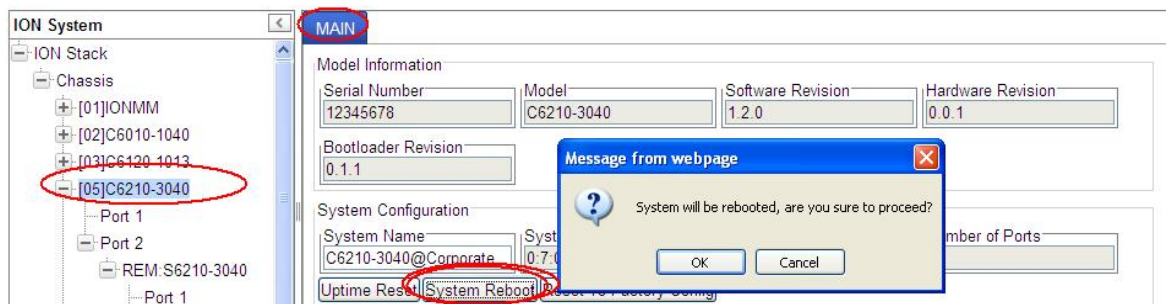 ION System
<
MAIN
ION Stack
Chassis
[01]IONMM
[02]C6010-1040
[03]C6120-1013
[05]C6210-3040
Port 1
Port 2
REM:S6210-3040
Port 1
Model Information
Serial Number
12345678
Model
C6210-3040
Software Revision
1.2.0
Hardware Revision
0.0.1
Bootloader Revision
0.1.1
Message from webpage
System will be rebooted, are you sure to proceed?
OK
Cancel
System Configuration
System Name
C6210-3040@Corporate
Syst
0:7:0
mber of Ports
Uptime Reset
System Reboot
Reset To Factory Config